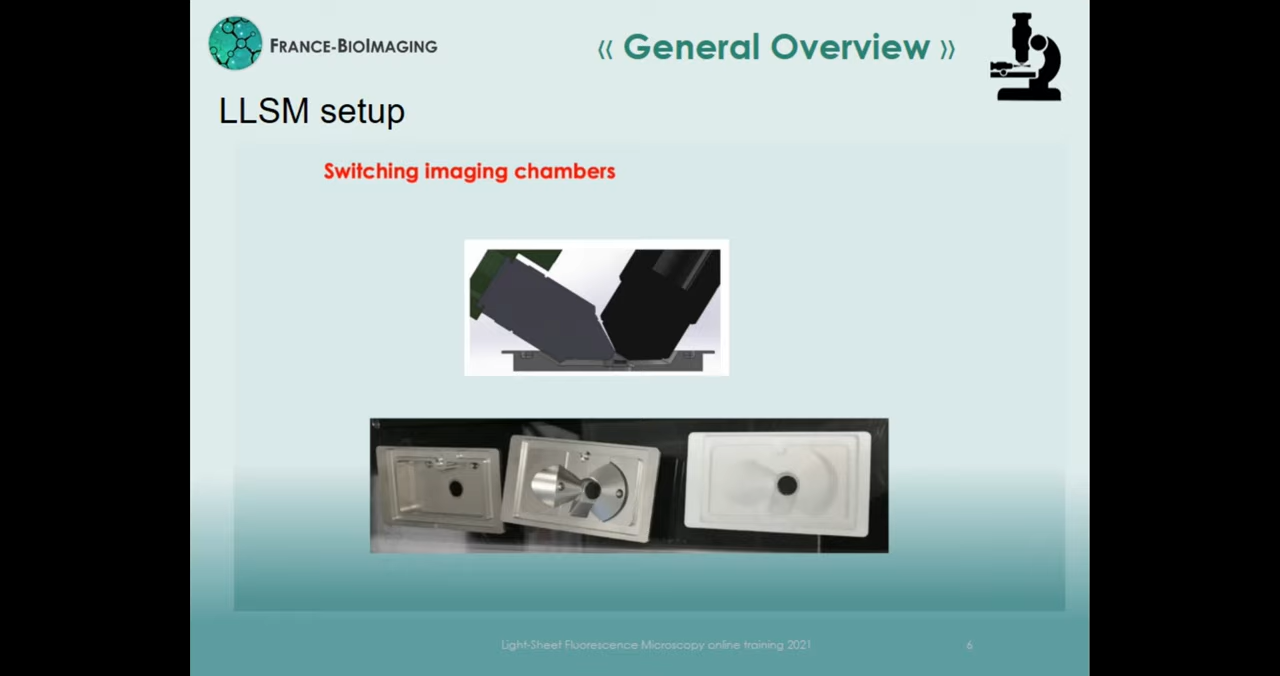 FRANCE-BIOIMAGING
« General Overview »
LLSM setup
Switching imaging chambers
Light-Sheet Fluorescence Microscopy online training 2021
6